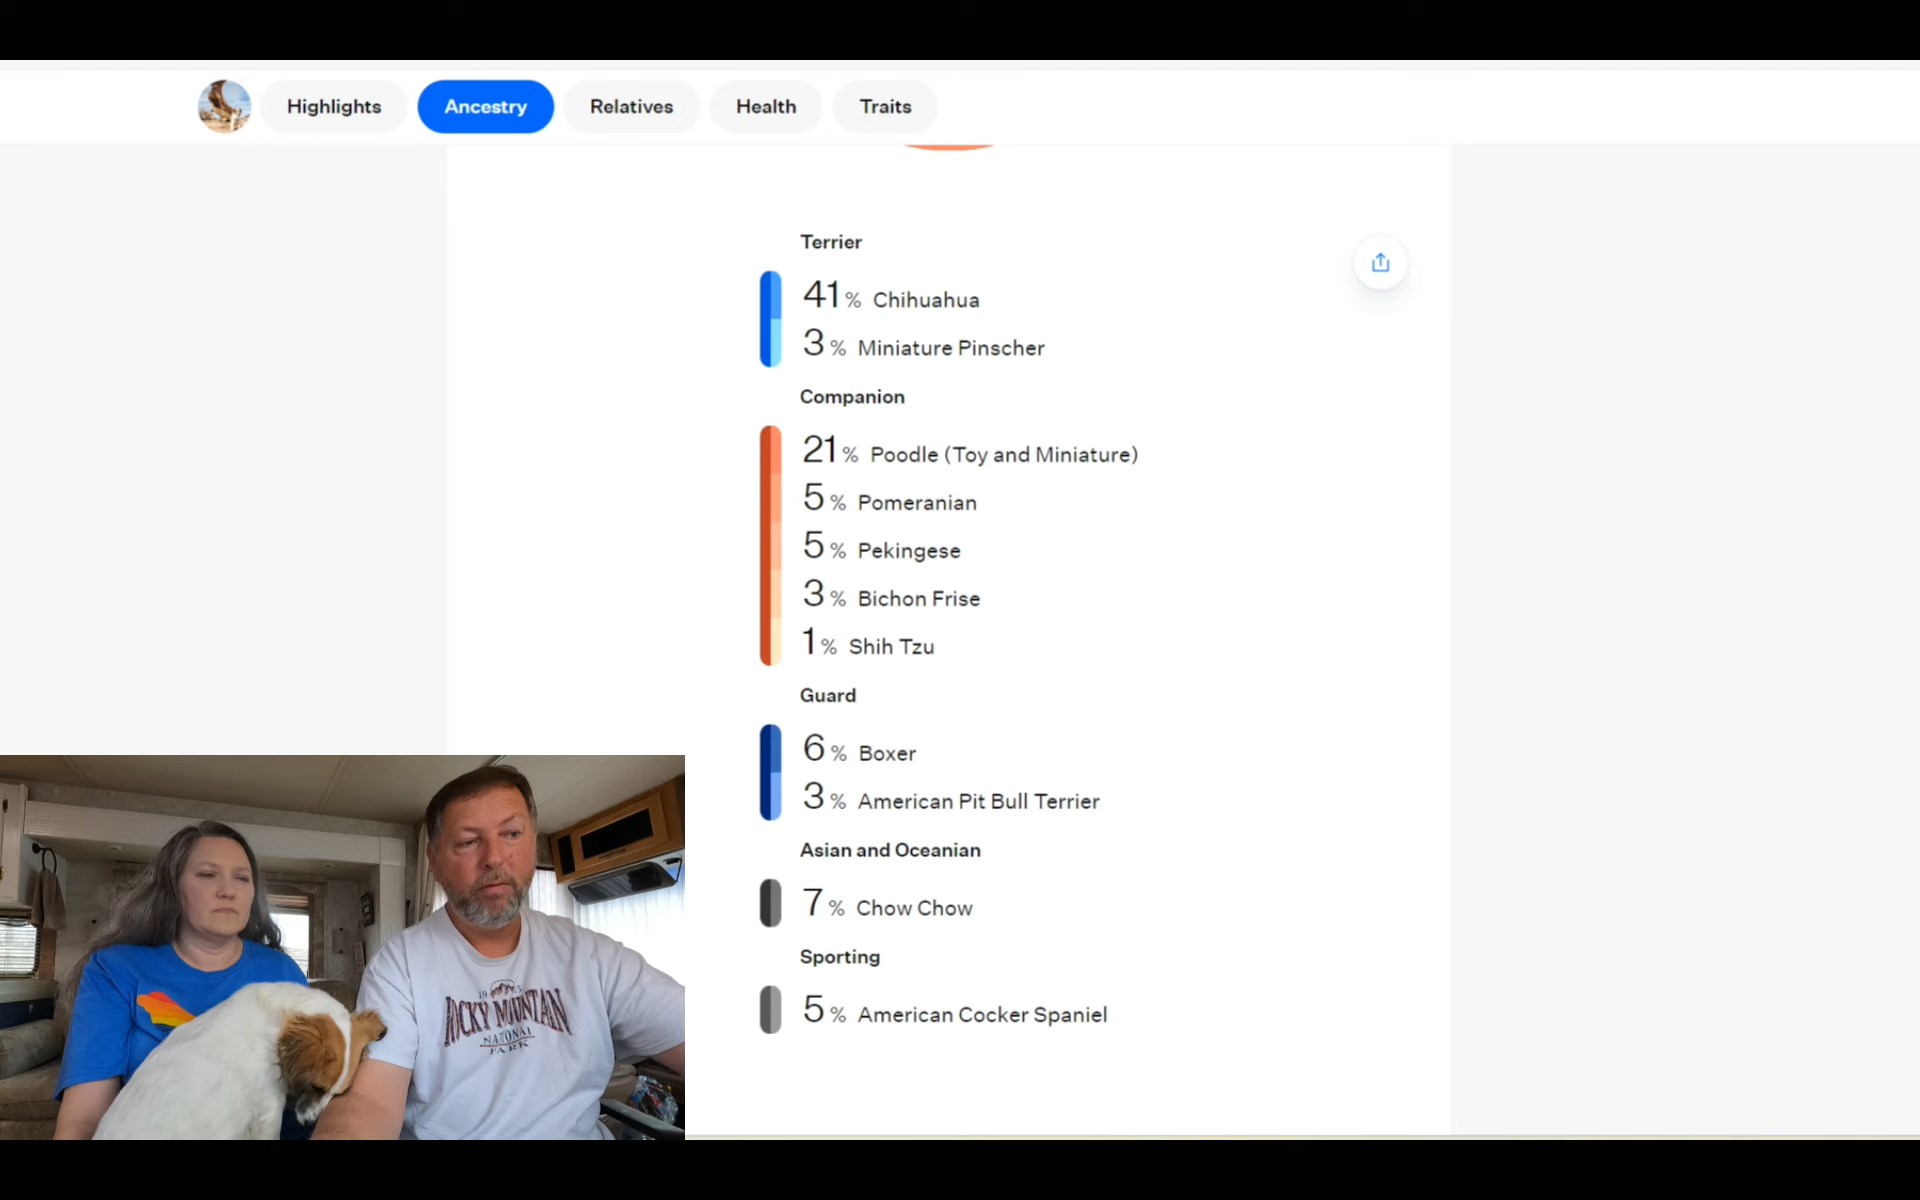 Highlights
Ancestry
Relatives
Health
Traits
Terrier
41 % Chihuahua
3 % Miniature Pinscher
Companion
21 % Poodle (Toy and Miniature)
5 % Pomeranian
5 % Pekingese
3 % Bichon Frise
1 % Shih Tzu
Guard
6 % Boxer
3 % American Pit Bull Terrier
Asian and Oceanian
7 % Chow Chow
Sporting
5 % American Cocker Spaniel
ROCKY MOUNTAIN
NATIONAL
PARK